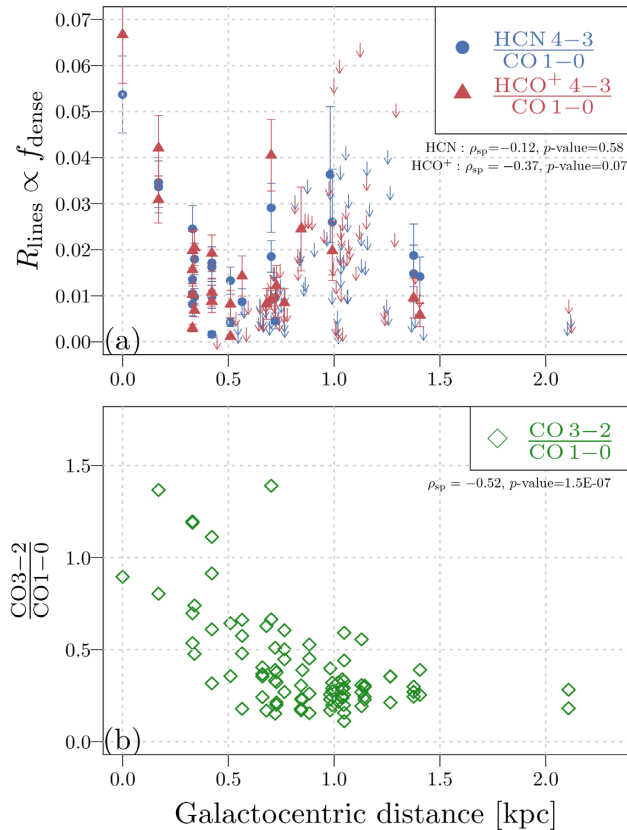 0.07
0.06
0.05
0.04
0.03
0.02
0.01
0.00
R_lines ∝ f_dense
HCN 4−3
CO 1−0
HCO⁺ 4−3
CO 1−0
HCN : ρsp=−0.12, p-value=0.58
HCO⁺ : ρsp = −0.37, p-value=0.07
(a)
0.0 0.5 1.0 1.5 2.0
CO 3−2
CO 1−0
ρsp = −0.52, p-value=1.5E-07
1.5
1.0
0.5
0.0
CO3−2
CO1−0
(b)
0.0 0.5 1.0 1.5 2.0
Galactocentric distance [kpc]